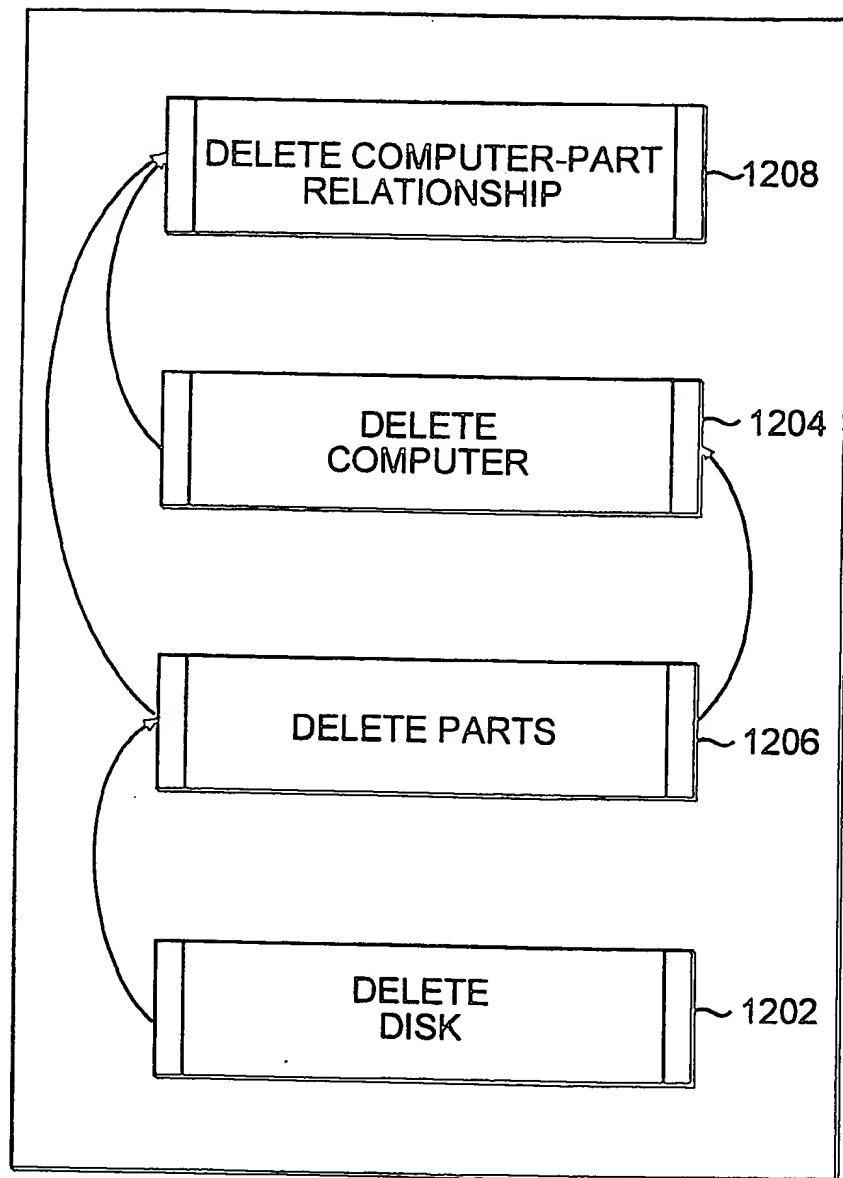 DELETE COMPUTER-PART
RELATIONSHIP
1208
DELETE
COMPUTER
1204
DELETE PARTS
1206
DELETE
DISK
1202